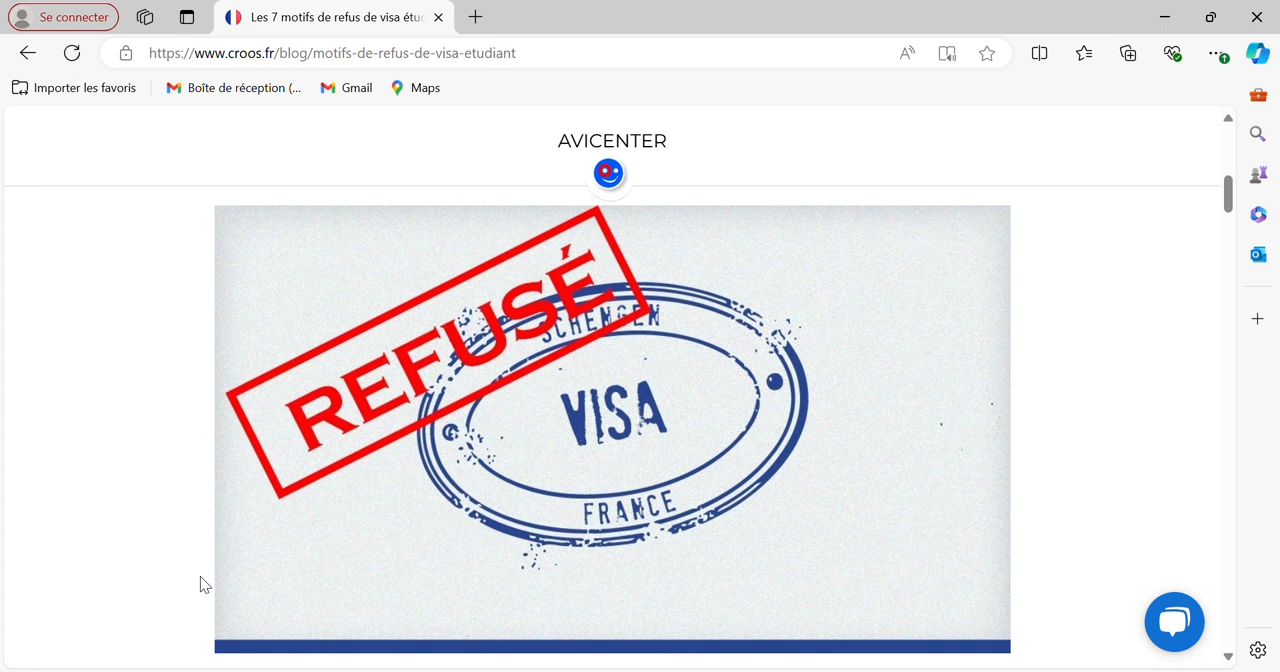 Se connecter
Les 7 motifs de refus de visa étu
https://www.croos.fr/blog/motifs-de-refus-de-visa-etudiant
Importer les favoris
Boîte de réception (...
Gmail
Maps
AVICENTER
REFUSÉ
SCHENGEN
VISA
FRANCE